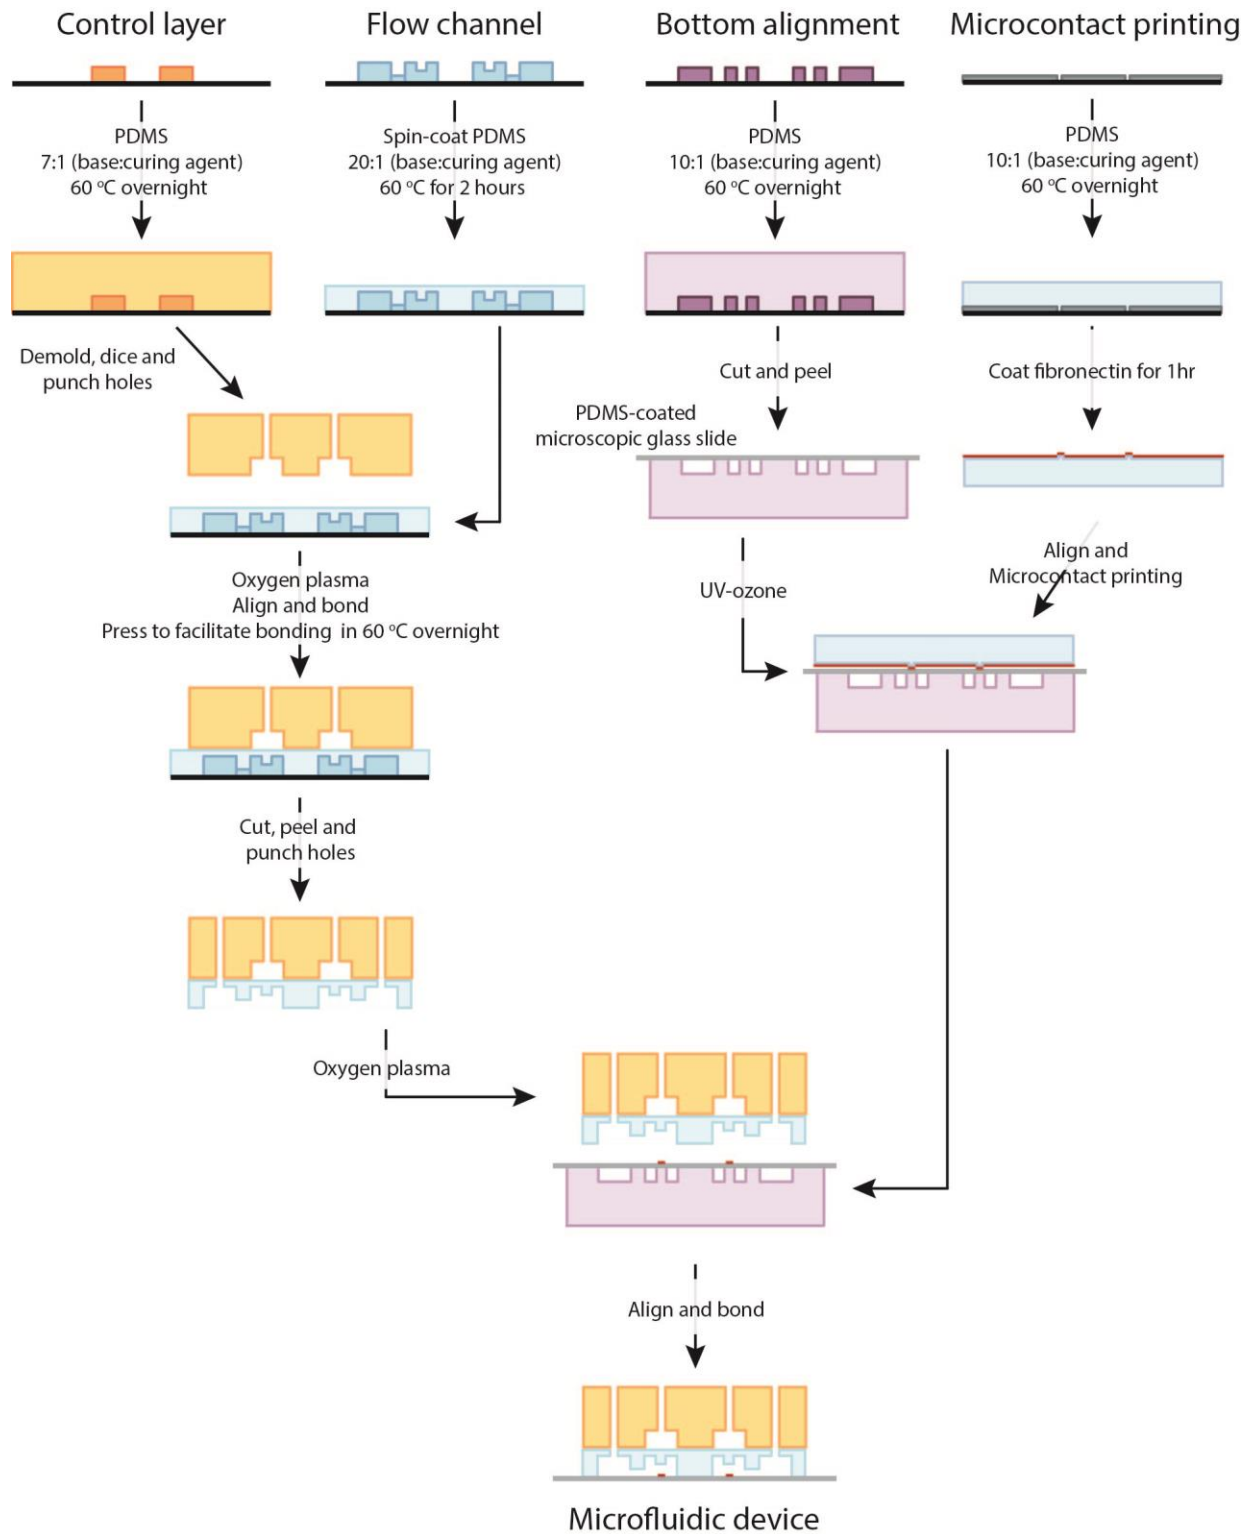 Control layer
Flow channel
Bottom alignment
Microcontact printing
PDMS
7:1 (base:curing agent)
60 °C overnight
Spin-coat PDMS
20:1 (base:curing agent)
60 °C for 2 hours
PDMS
10:1 (base:curing agent)
60 °C overnight
PDMS
10:1 (base:curing agent)
60 °C overnight
Demold, dice and
punch holes
Cut and peel
Coat fibronectin for 1hr
PDMS-coated
microscopic glass slide
Oxygen plasma
Align and bond
Press to facilitate bonding in 60 °C overnight
UV-ozone
Align and
Microcontact printing
Cut, peel and
punch holes
Oxygen plasma
Align and bond
Microfluidic device